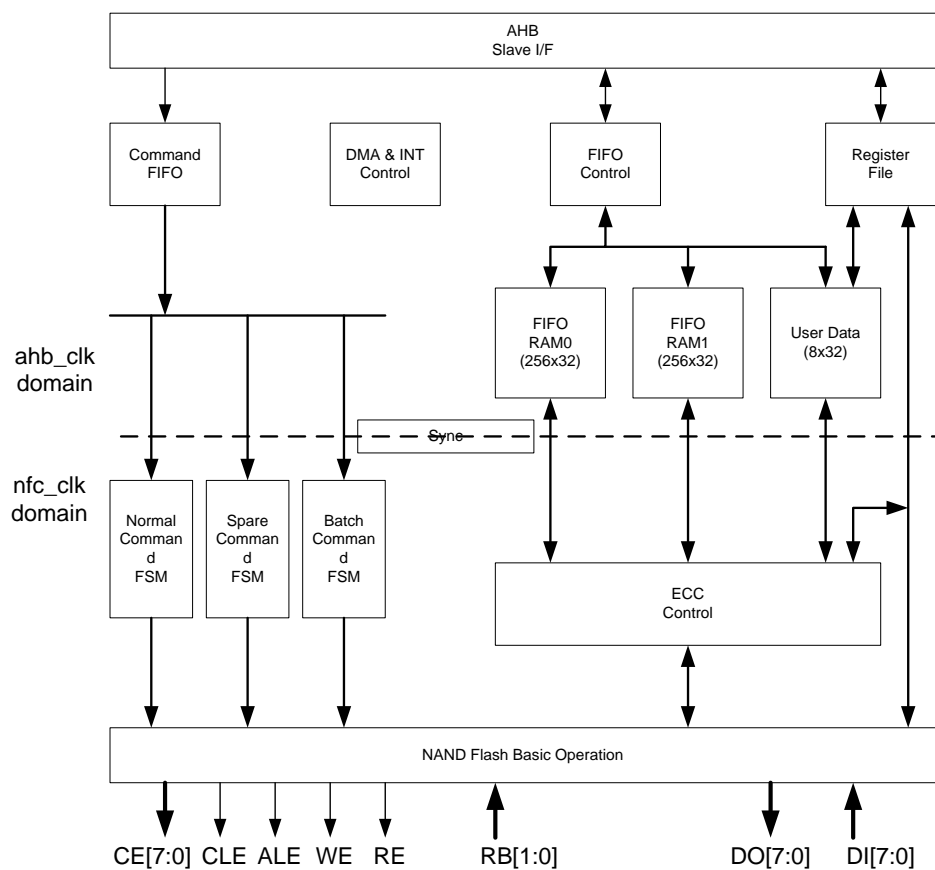 AHB
Slave I/F
Command
FIFO
DMA & INT
Control
FIFO
Control
Register
File
FIFO
RAM0
(256x32)
FIFO
RAM1
(256x32)
User Data
(8x32)
ahb_clk
domain
Sync
nfc_clk
domain
Normal
Comman
d
FSM
Spare
Comman
d
FSM
Batch
Comman
d
FSM
ECC
Control
NAND Flash Basic Operation
CE[7:0] CLE ALE WE RE RB[1:0] DO[7:0] DI[7:0]